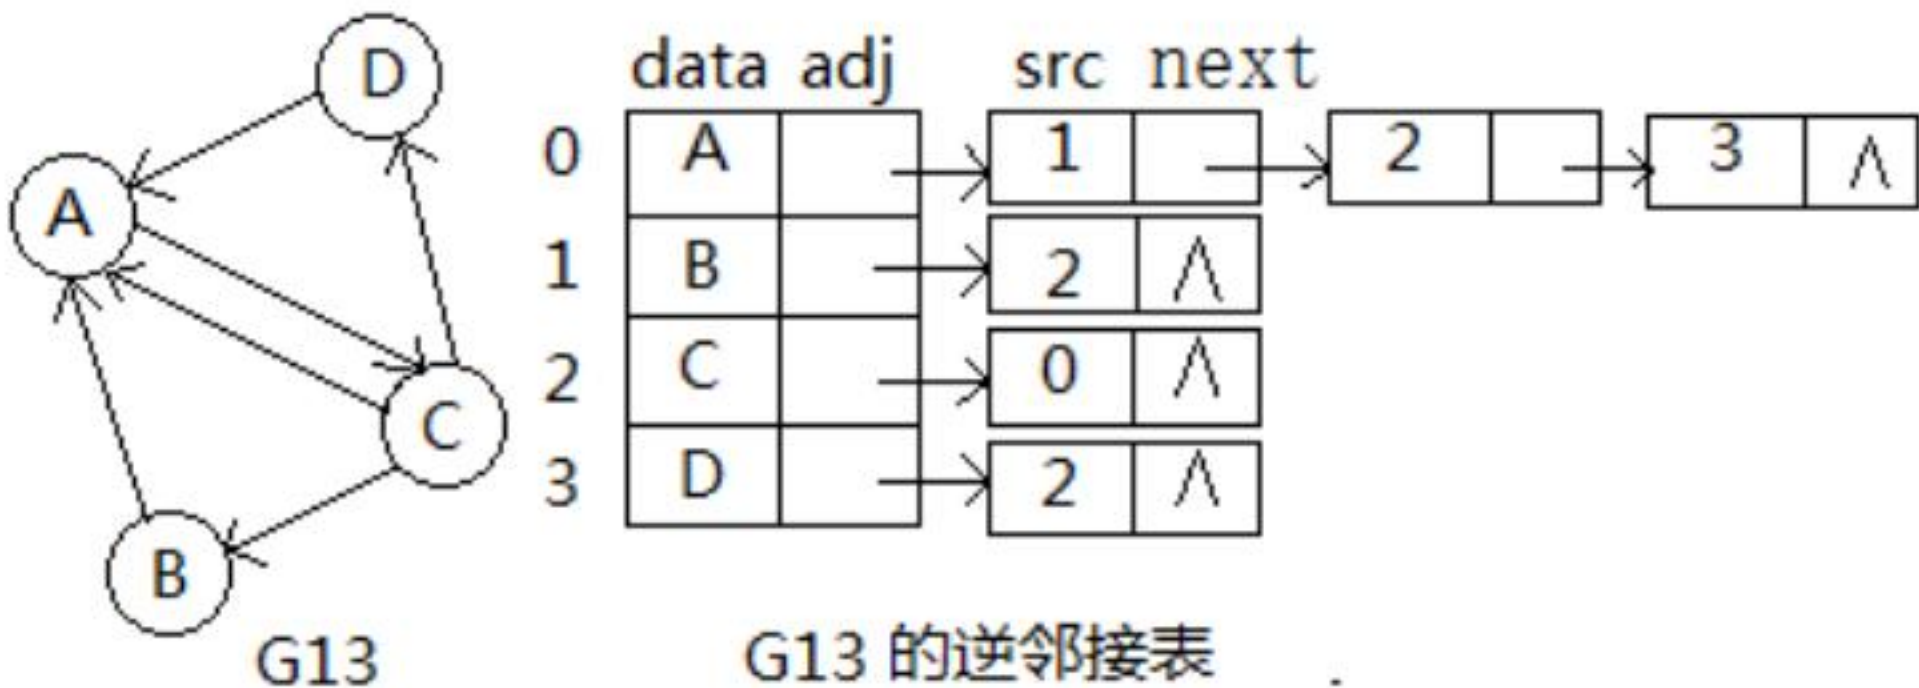 D
A
C
B
G13
data adj src next
0 A 1 2 3 ∧
1 B 2 ∧
2 C 0 ∧
3 D 2 ∧
G13 的逆邻接表